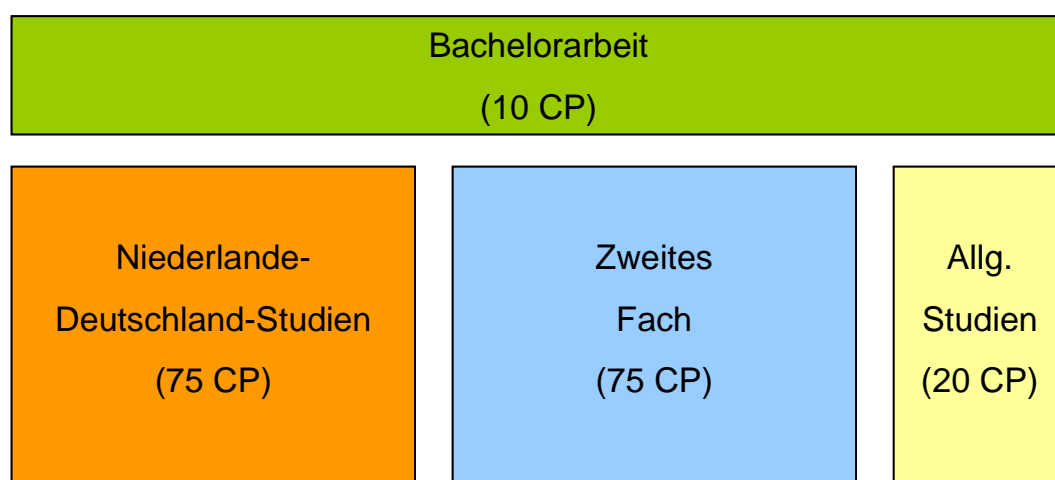 Bachelorarbeit
(10 CP)
Niederlande-
Deutschland-Studien
(75 CP)
Zweites
Fach
(75 CP)
Allg.
Studien
(20 CP)